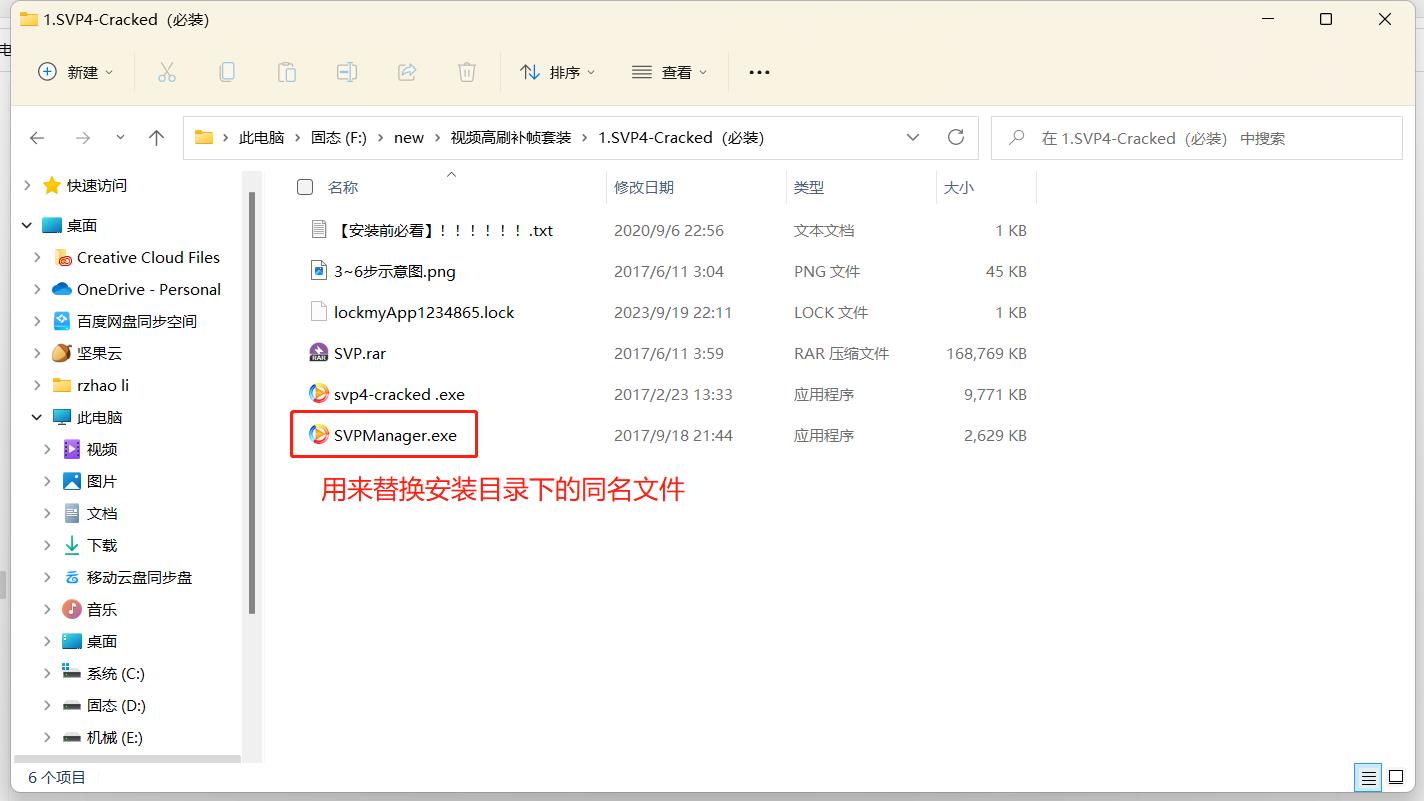 1.SVP4-Cracked（必装）
电
新建
排序
查看
此电脑 固态 (F:) new 视频高刷补帧套装 1.SVP4-Cracked（必装）
在 1.SVP4-Cracked（必装） 中搜索
快速访问
桌面
Creative Cloud Files
OneDrive - Personal
百度网盘同步空间
坚果云
rzhao li
此电脑
视频
图片
文档
下载
移动云盘同步盘
音乐
桌面
系统 (C:)
固态 (D:)
机械 (E:)
名称 修改日期 类型 大小
【安装前必看】！！！！！！.txt 2020/9/6 22:56 文本文档 1 KB
3~6步示意图.png 2017/6/11 3:04 PNG 文件 45 KB
lockmyApp1234865.lock 2023/9/19 22:11 LOCK 文件 1 KB
SVP.rar 2017/6/11 3:59 RAR 压缩文件 168,769 KB
svp4-cracked .exe 2017/2/23 13:33 应用程序 9,771 KB
SVPManager.exe 2017/9/18 21:44 应用程序 2,629 KB
用来替换安装目录下的同名文件
6 个项目